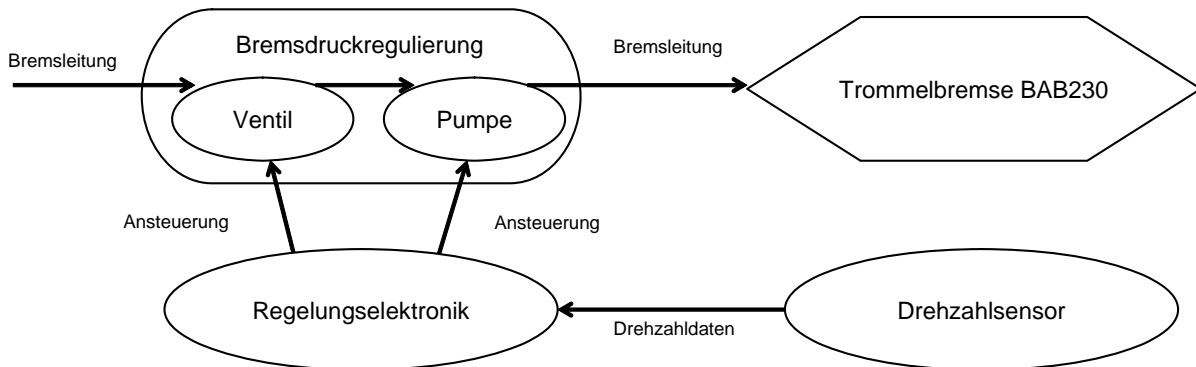 Bremsleitung
Bremsdruckregulierung
Bremsleitung
Ventil
Pumpe
Trommelbremse BAB230
Ansteuerung
Ansteuerung
Regelungselektronik
Drehzahldaten
Drehzahlsensor